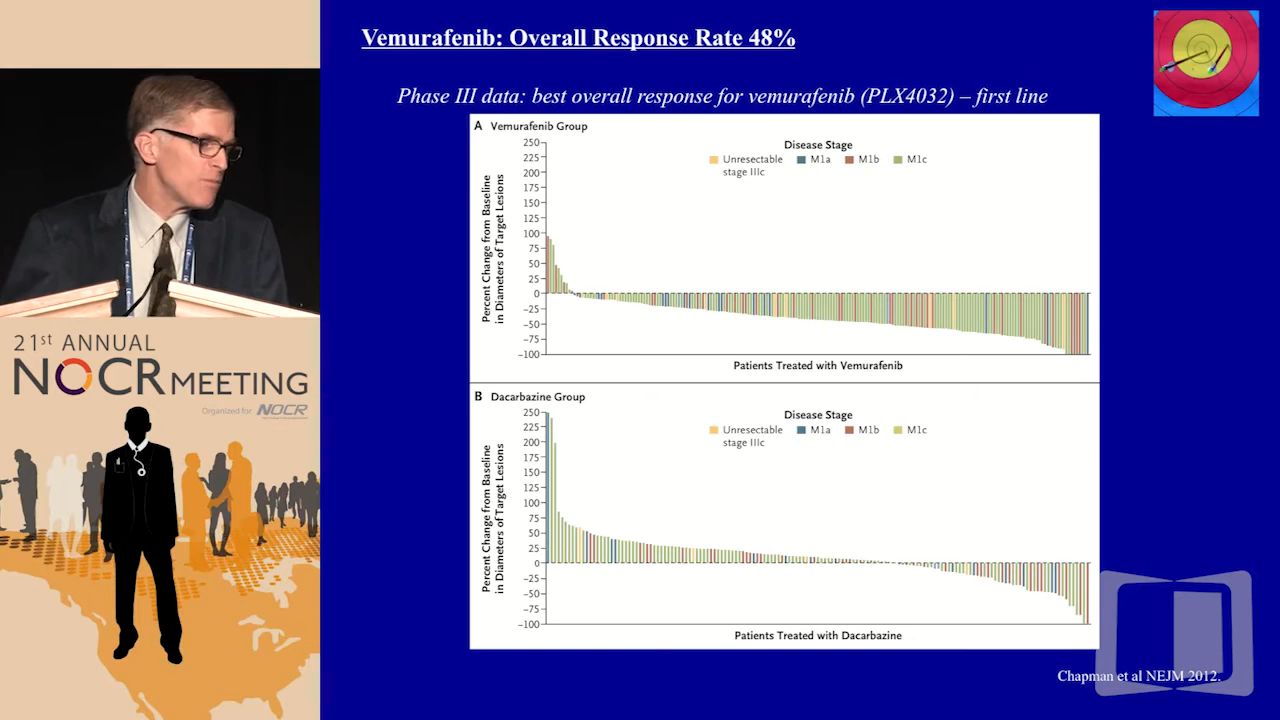 Vemurafenib: Overall Response Rate 48%
Phase III data: best overall response for vemurafenib (PLX4032) – first line
A Vemurafenib Group
Disease Stage
Unresectable stage IIIc
M1a
M1b
M1c
Percent Change from Baseline
in Diameters of Target Lesions
250
225
200
175
150
125
100
75
50
25
0
−25
−50
−75
−100
Patients Treated with Vemurafenib
B Dacarbazine Group
Disease Stage
Unresectable stage IIIc
M1a
M1b
M1c
Percent Change from Baseline
in Diameters of Target Lesions
250
225
200
175
150
125
100
75
50
25
0
−25
−50
−75
−100
Patients Treated with Dacarbazine
Chapman et al NEJM 2012.
21st ANNUAL
NOCR MEETING
Organized for NOCR